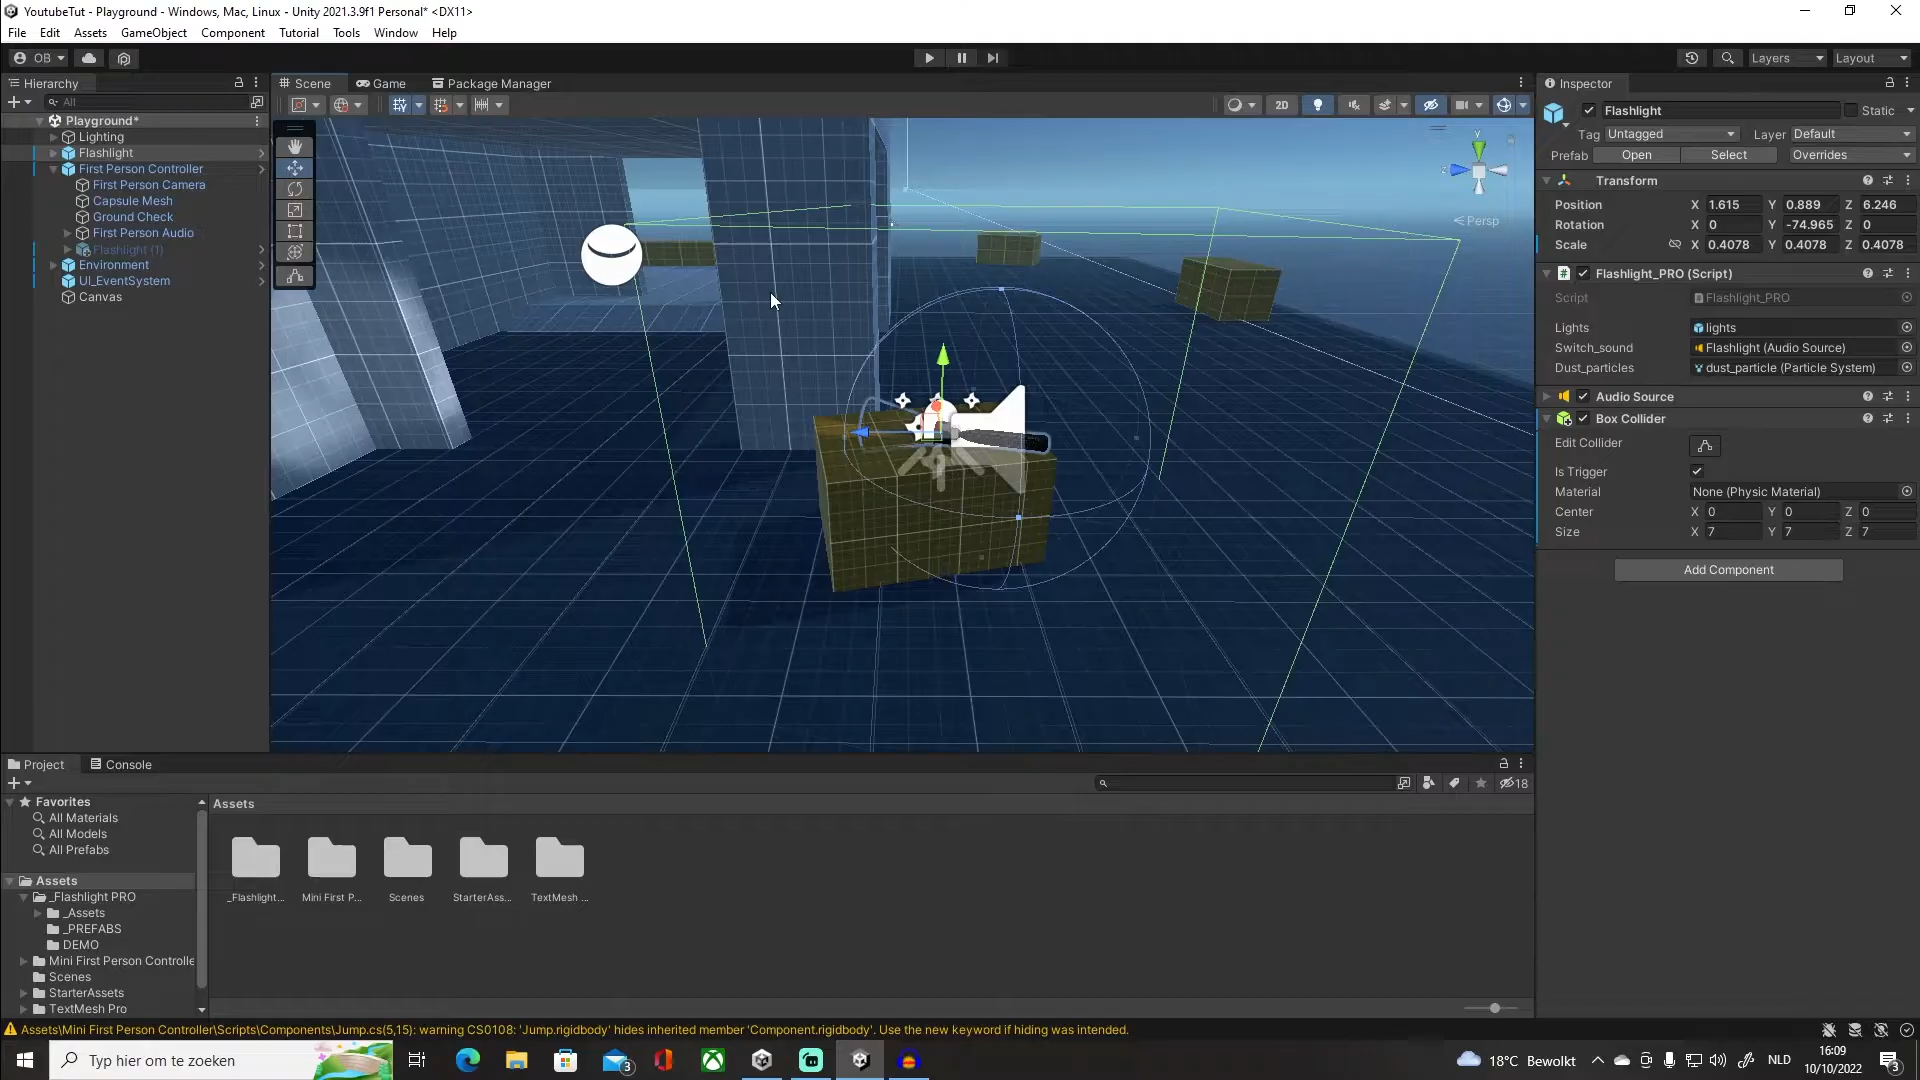 YoutubeTut - Playground - Windows, Mac, Linux - Unity 2021.3.9f1 Personal* <DX11>
File Edit Assets GameObject Component Tutorial Tools Window Help
OB Layers Layout
Hierarchy Scene Game Package Manager Inspector
All 2D
Playground*
Lighting
Flashlight
First Person Controller
First Person Camera
Capsule Mesh
Ground Check
First Person Audio
Flashlight (1)
Environment
UI_EventSystem
Canvas
Y
Z
Persp
Flashlight Static
Tag Untagged Layer Default
Prefab Open Select Overrides
Transform
Position X 1.615 Y 0.889 Z 6.246
Rotation X 0 Y -74.965 Z 0
Scale X 0.4078 Y 0.4078 Z 0.4078
Flashlight_PRO (Script)
Script Flashlight_PRO
Lights lights
Switch_sound Flashlight (Audio Source)
Dust_particles dust_particle (Particle System)
Audio Source
Box Collider
Edit Collider
Is Trigger
Material None (Physic Material)
Center X 0 Y 0 Z 0
Size X 7 Y 7 Z 7
Add Component
Project Console
18
Favorites
All Materials
All Models
All Prefabs
Assets
_Flashlight PRO
_Assets
_PREFABS
DEMO
Mini First Person Controlle
Scenes
StarterAssets
TextMesh Pro
Assets
_Flashlight... Mini First P... Scenes StarterAss... TextMesh ...
Assets\Mini First Person Controller\Scripts\Components\Jump.cs(5,15): warning CS0108: 'Jump.rigidbody' hides inherited member 'Component.rigidbody'. Use the new keyword if hiding was intended.
Typ hier om te zoeken 3 18°C Bewolkt NLD 16:09
10/10/2022 3